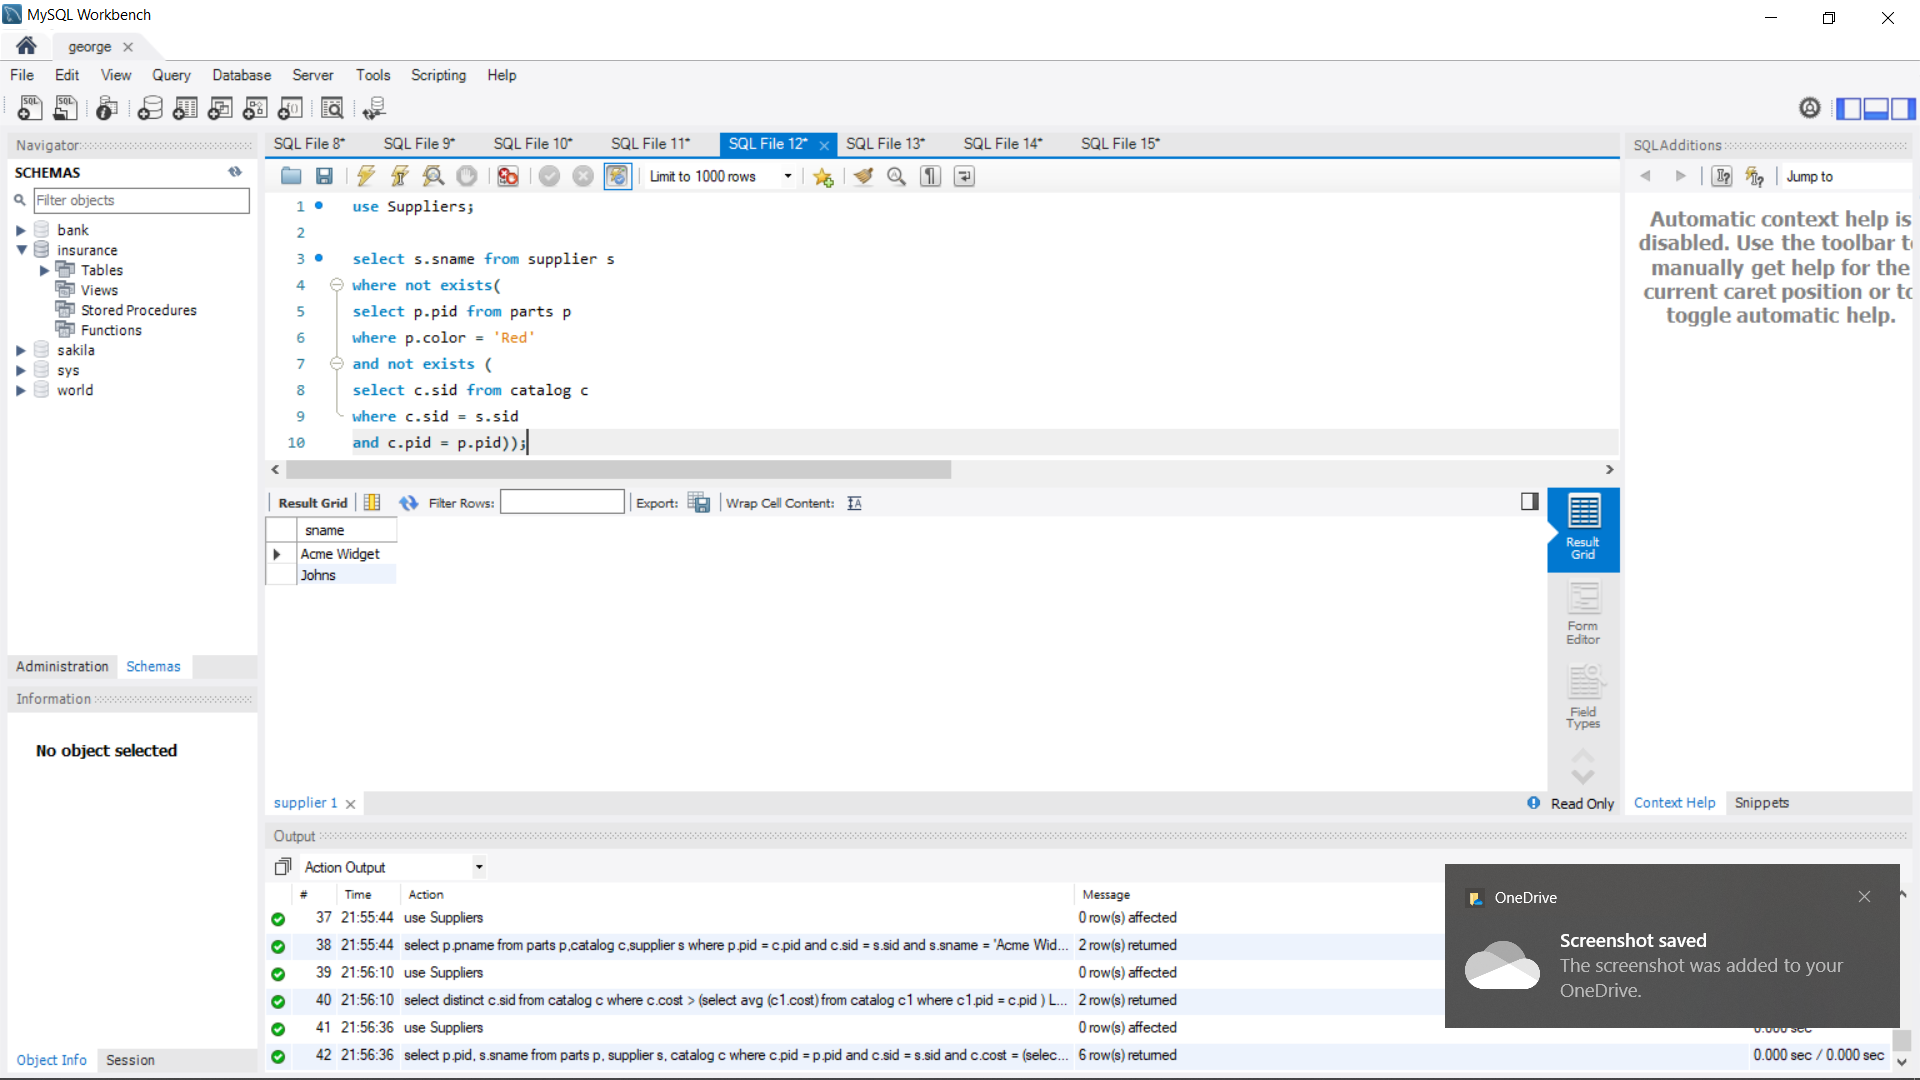 MySQL Workbench
george
File Edit View Query Database Server Tools Scripting Help
Navigator
SCHEMAS
Filter objects
bank
insurance
Tables
Views
Stored Procedures
Functions
sakila
sys
world
Administration Schemas
Information
No object selected
Object Info Session
SQL File 8* SQL File 9* SQL File 10* SQL File 11* SQL File 12* SQL File 13* SQL File 14* SQL File 15*
Limit to 1000 rows
1 use Suppliers;
2
3 select s.sname from supplier s
4 where not exists(
5 select p.pid from parts p
6 where p.color = 'Red'
7 and not exists (
8 select c.sid from catalog c
9 where c.sid = s.sid
10 and c.pid = p.pid));
Result Grid Filter Rows: Export: Wrap Cell Content:
sname
Acme Widget
Johns
Result
Grid
Form
Editor
Field
Types
supplier 1
Read Only
SQLAdditions
Jump to
Automatic context help is
disabled. Use the toolbar to
manually get help for the
current caret position or to
toggle automatic help.
Context Help Snippets
Output
Action Output
# Time Action Message
37 21:55:44 use Suppliers 0 row(s) affected
38 21:55:44 select p.pname from parts p,catalog c,supplier s where p.pid = c.pid and c.sid = s.sid and s.sname = 'Acme Wid... 2 row(s) returned
39 21:56:10 use Suppliers 0 row(s) affected
40 21:56:10 select distinct c.sid from catalog c where c.cost > (select avg (c1.cost) from catalog c1 where c1.pid = c.pid ) L... 2 row(s) returned
41 21:56:36 use Suppliers 0 row(s) affected 0.000 sec
42 21:56:36 select p.pid, s.sname from parts p, supplier s, catalog c where c.pid = p.pid and c.sid = s.sid and c.cost = (selec... 6 row(s) returned 0.000 sec / 0.000 sec
OneDrive
Screenshot saved
The screenshot was added to your
OneDrive.